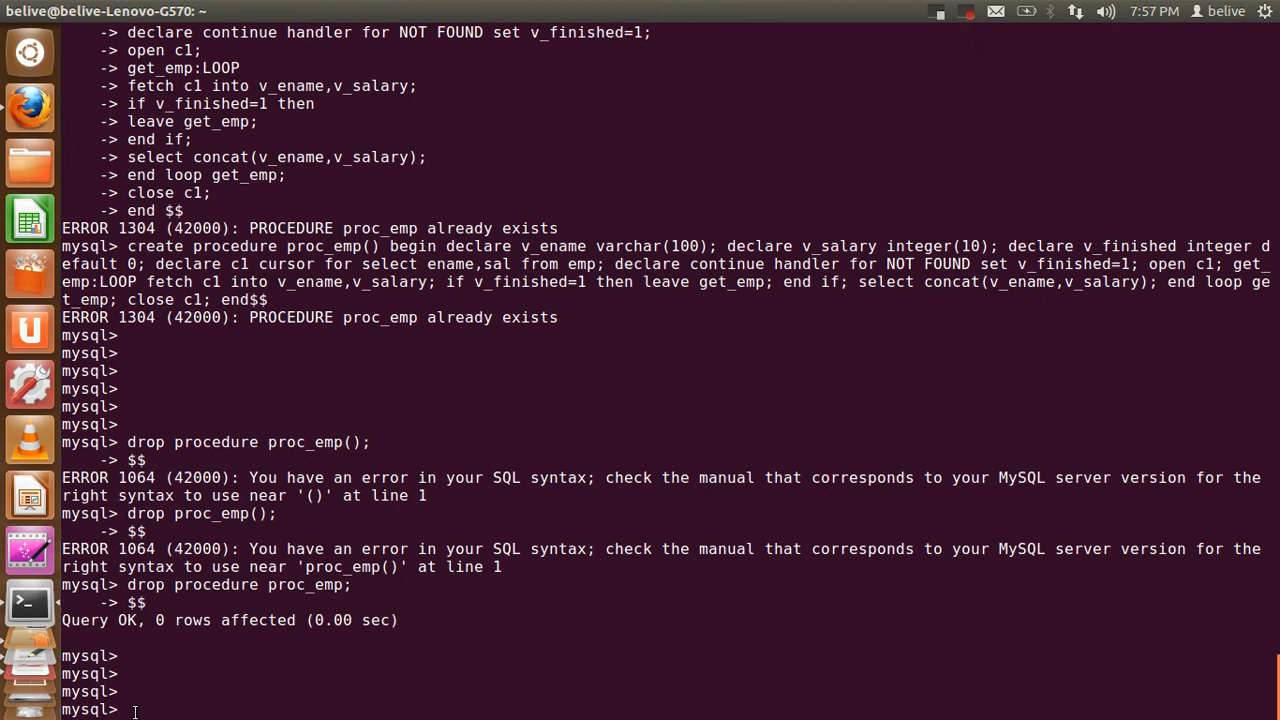 belive@belive-Lenovo-G570: ~
7:57 PM
belive
-> declare continue handler for NOT FOUND set v_finished=1;
-> open c1;
-> get_emp:LOOP
-> fetch c1 into v_ename,v_salary;
-> if v_finished=1 then
-> leave get_emp;
-> end if;
-> select concat(v_ename,v_salary);
-> end loop get_emp;
-> close c1;
-> end $$
ERROR 1304 (42000): PROCEDURE proc_emp already exists
mysql> create procedure proc_emp() begin declare v_ename varchar(100); declare v_salary integer(10); declare v_finished integer d
efault 0; declare c1 cursor for select ename,sal from emp; declare continue handler for NOT FOUND set v_finished=1; open c1; get_
emp:LOOP fetch c1 into v_ename,v_salary; if v_finished=1 then leave get_emp; end if; select concat(v_ename,v_salary); end loop ge
t_emp; close c1; end$$
ERROR 1304 (42000): PROCEDURE proc_emp already exists
mysql>
mysql>
mysql>
mysql>
mysql>
mysql>
mysql> drop procedure proc_emp();
-> $$
ERROR 1064 (42000): You have an error in your SQL syntax; check the manual that corresponds to your MySQL server version for the
right syntax to use near '()' at line 1
mysql> drop proc_emp();
-> $$
ERROR 1064 (42000): You have an error in your SQL syntax; check the manual that corresponds to your MySQL server version for the
right syntax to use near 'proc_emp()' at line 1
mysql> drop procedure proc_emp;
-> $$
Query OK, 0 rows affected (0.00 sec)
mysql>
mysql>
mysql>
mysql>